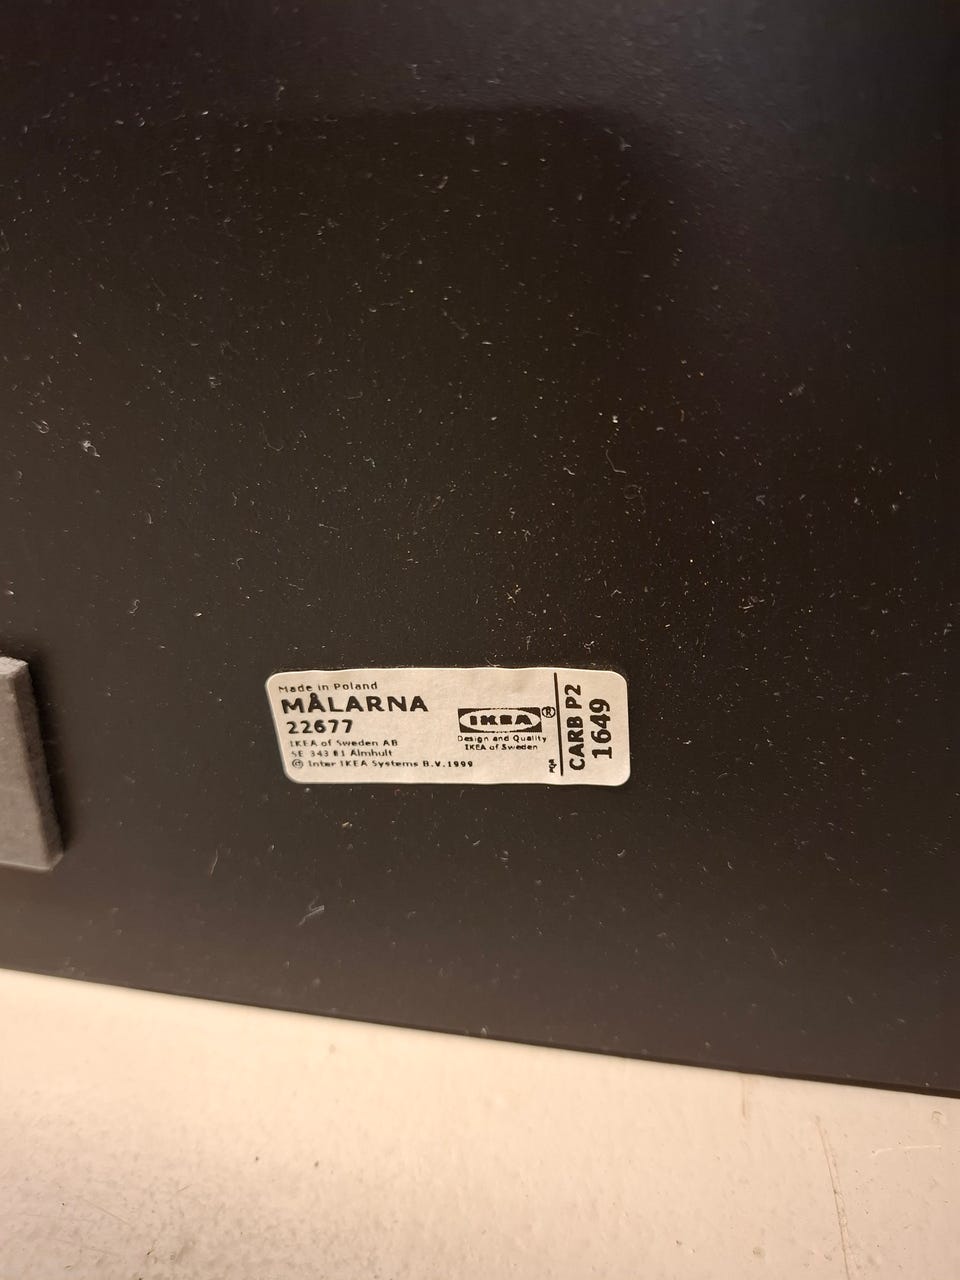 Made in Poland
MÅLARNA
22677
IKEA of Sweden AB
SE 343 81 Älmhult
© Inter IKEA Systems B.V.1999
IKEA®
Design and Quality
IKEA of Sweden
PQA
CARB P2
1649